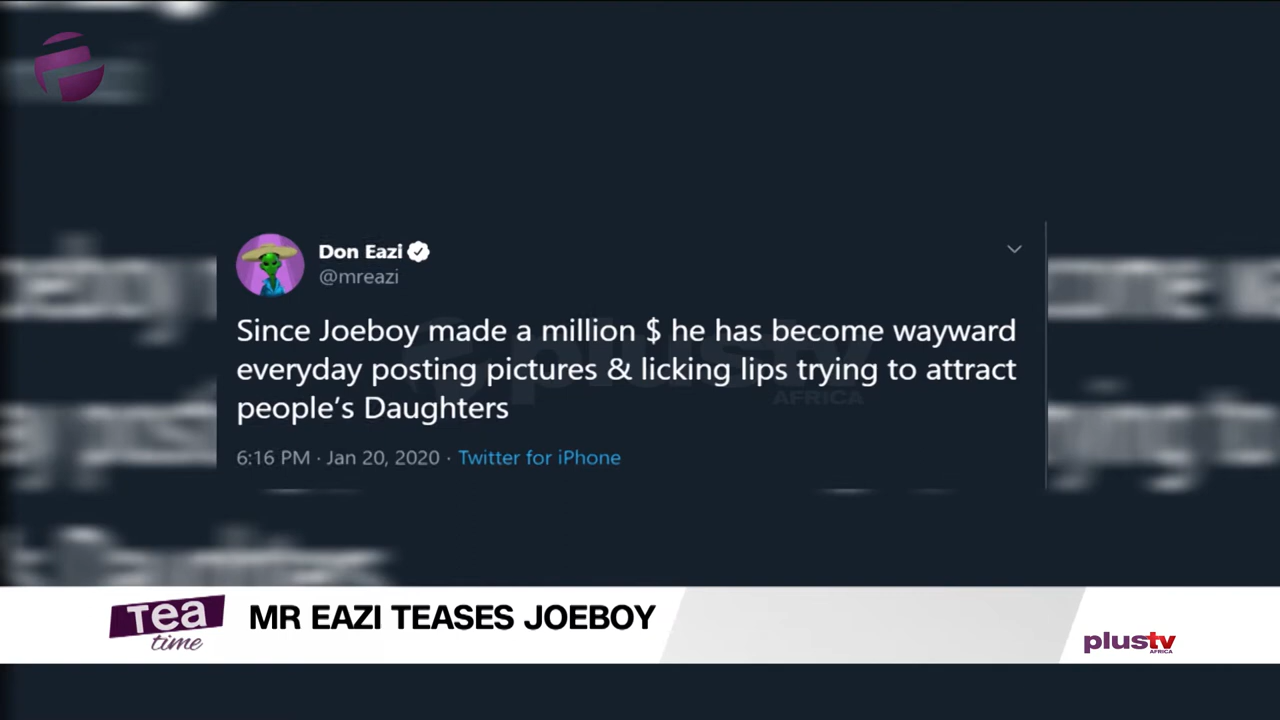 Don Eazi
@mreazi
Since Joeboy made a million $ he has become wayward
everyday posting pictures & licking lips trying to attract
people's Daughters
6:16 PM · Jan 20, 2020 · Twitter for iPhone
plustv
AFRICA
Tea
time
MR EAZI TEASES JOEBOY
plustv
AFRICA